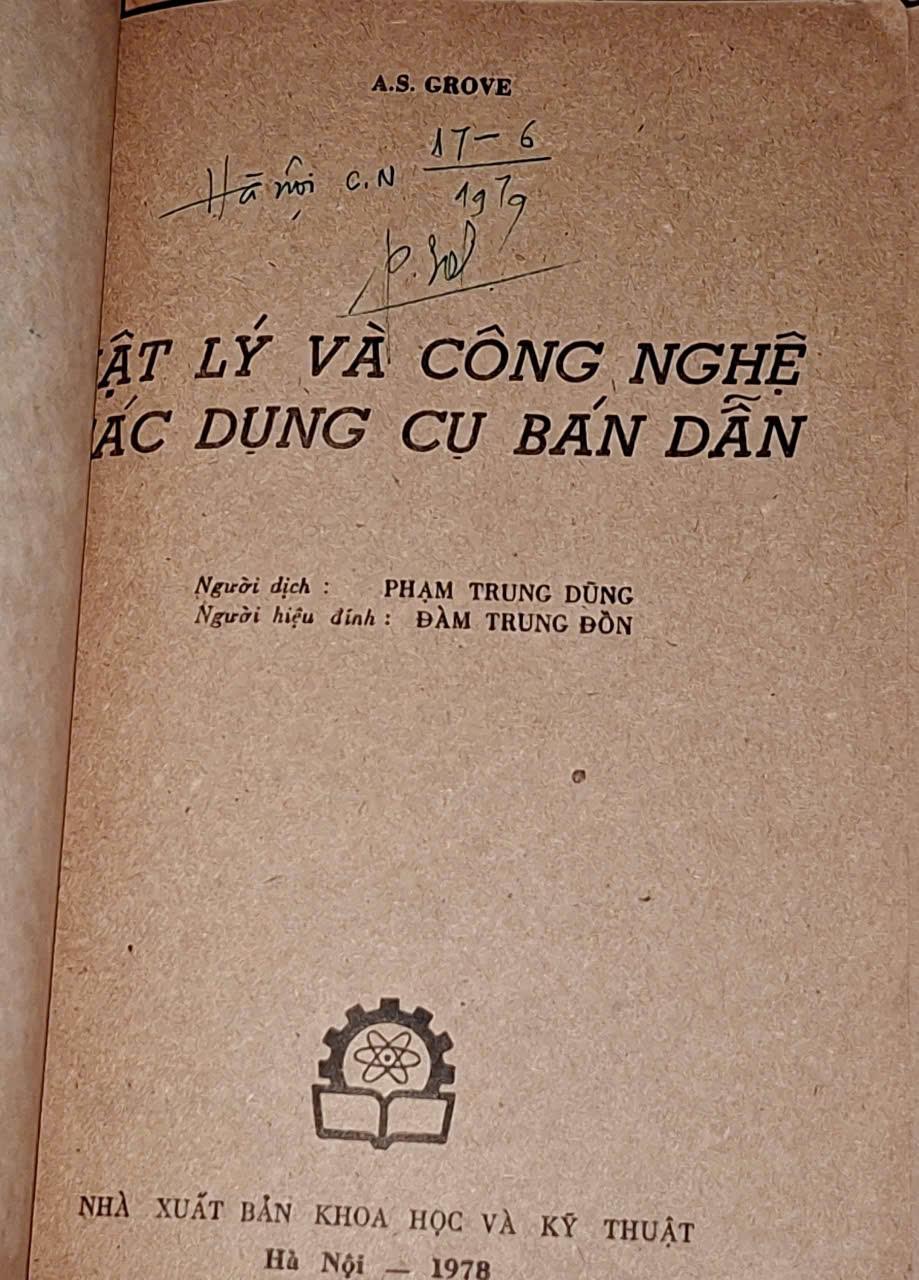 A.S. GROVE
Hà nội C.N 17-6
1979
ẬT LÝ VÀ CÔNG NGHỆ
ÁC DỤNG CỤ BÁN DẪN
Người dịch : PHẠM TRUNG DŨNG
Người hiệu đính : ĐÀM TRUNG ĐỒN
NHÀ XUẤT BẢN KHOA HỌC VÀ KỸ THUẬT
Hà Nội — 1978